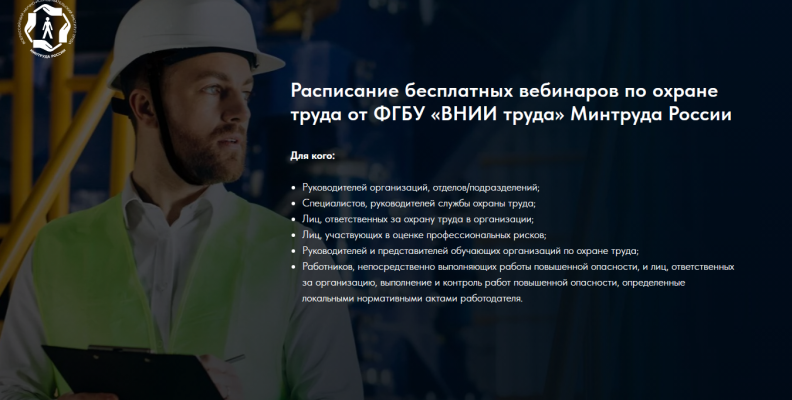 МИНТРУДА РОССИИ
Расписание бесплатных вебинаров по охране
труда от ФГБУ «ВНИИ труда» Минтруда России
Для кого:
• Руководителей организаций, отделов/подразделений;
• Специалистов, руководителей службы охраны труда;
• Лиц, ответственных за охрану труда в организации;
• Лиц, участвующих в оценке профессиональных рисков;
• Руководителей и представителей обучающих организаций по охране труда;
• Работников, непосредственно выполняющих работы повышенной опасности, и лиц, ответственных
за организацию, выполнение и контроль работ повышенной опасности, определенные
локальными нормативными актами работодателя.